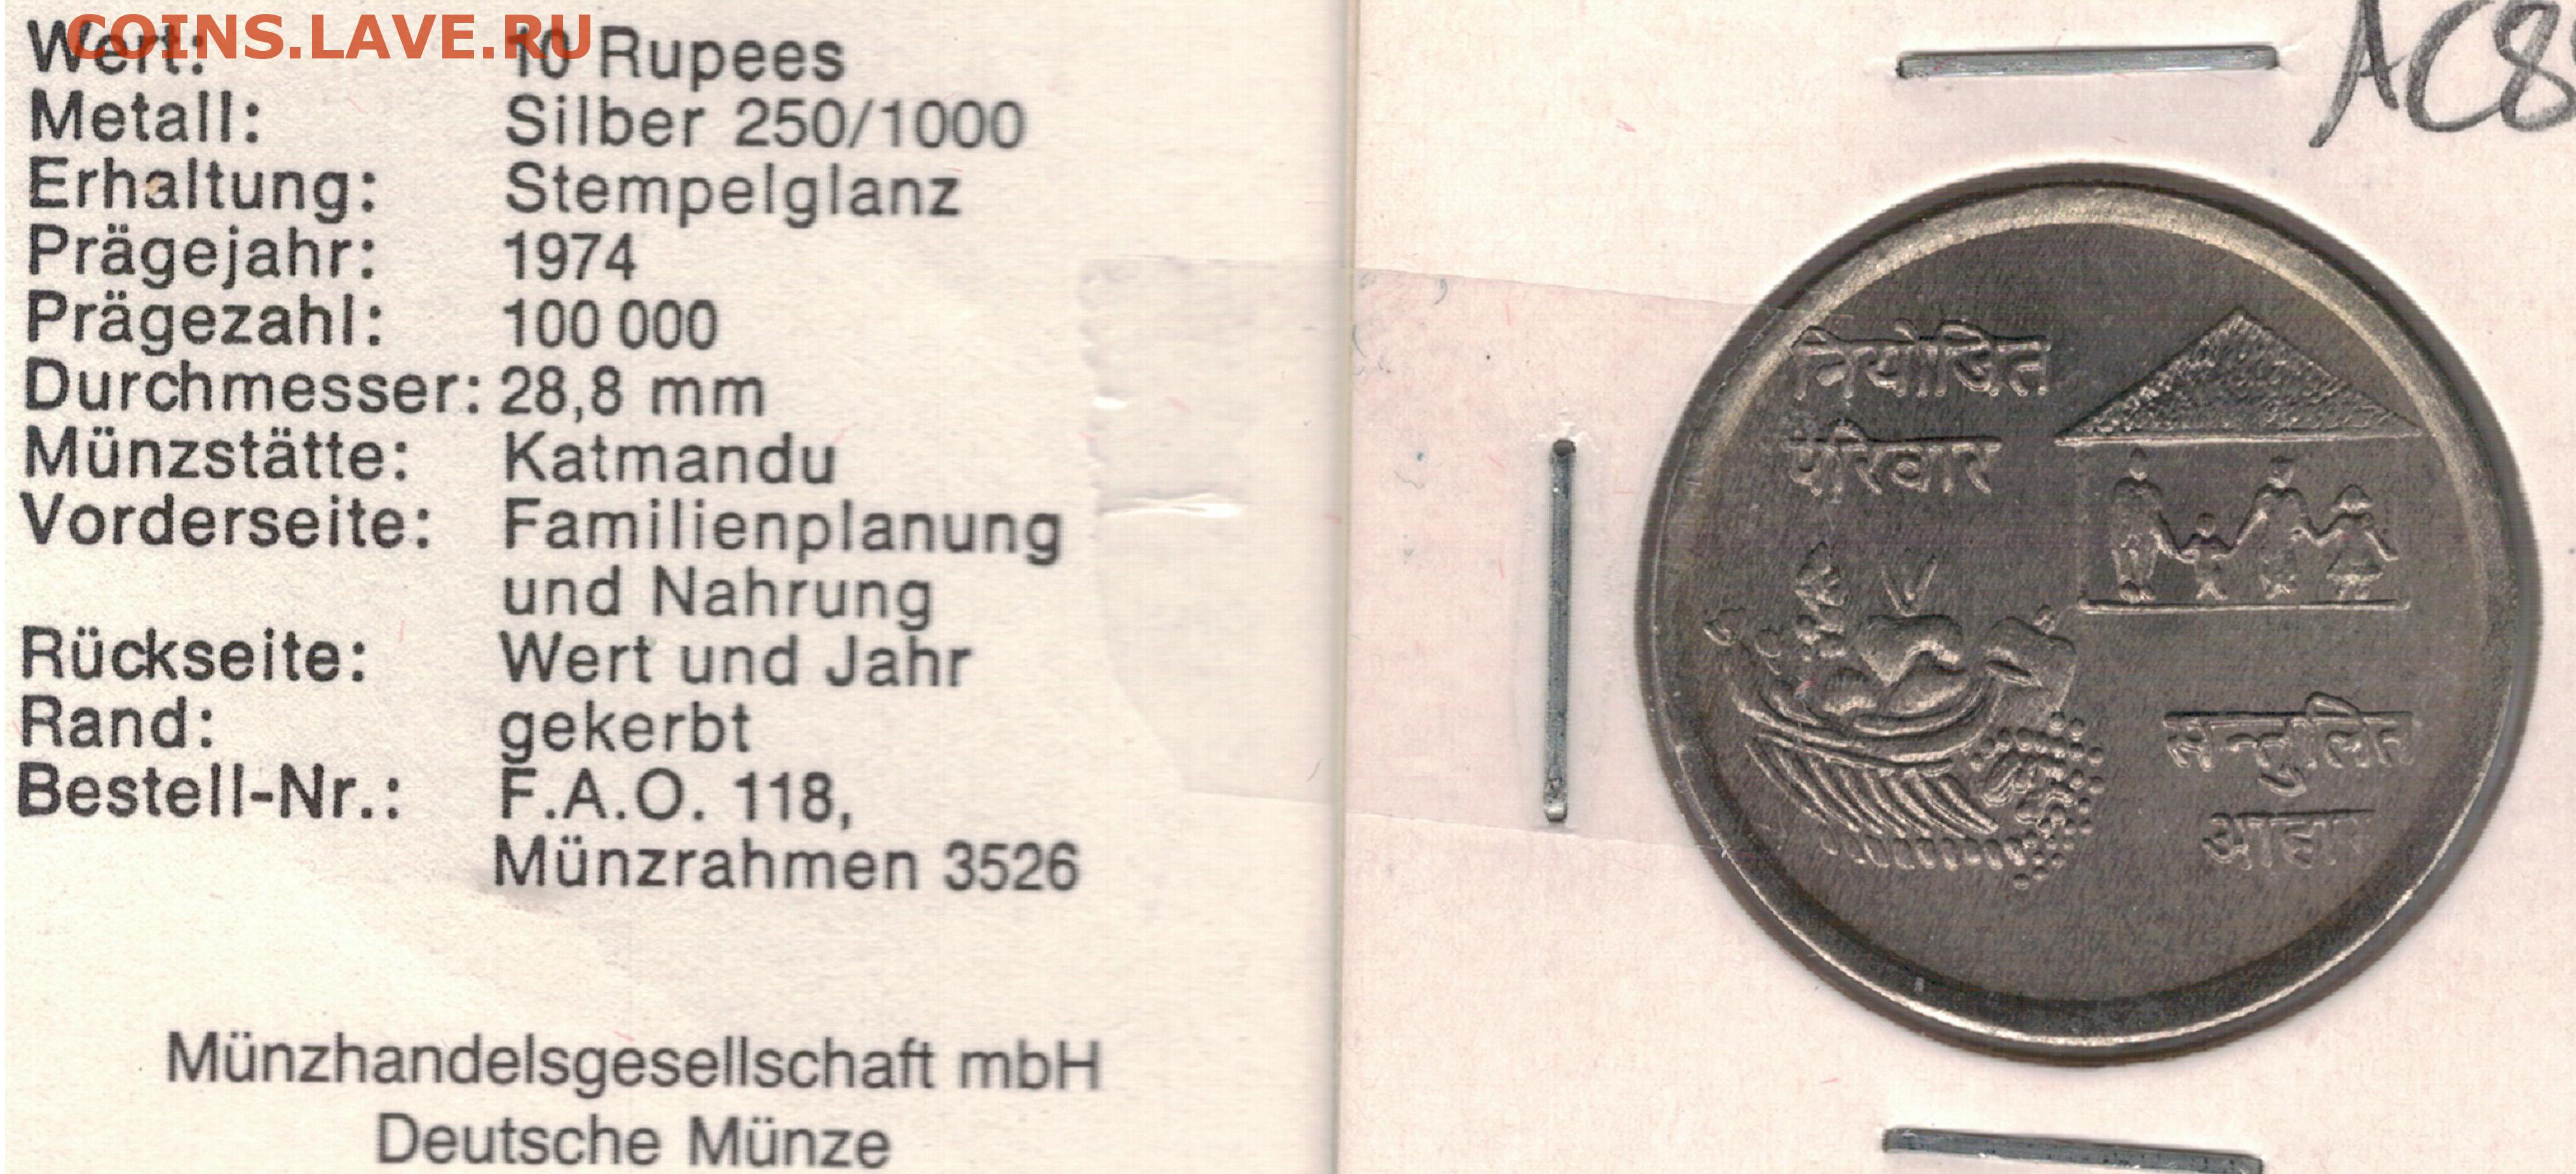 COINS.LAVE.RU
Wert: 10 Rupees
Metall: Silber 250/1000
Erhaltung: Stempelglanz
Prägejahr: 1974
Prägezahl: 100 000
Durchmesser: 28,8 mm
Münzstätte: Katmandu
Vorderseite: Familienplanung
und Nahrung
Rückseite: Wert und Jahr
Rand: gekerbt
Bestell-Nr.: F.A.O. 118,
Münzrahmen 3526
Münzhandelsgesellschaft mbH
Deutsche Münze
नियोजित
परिवार
सन्तुलित
आहार